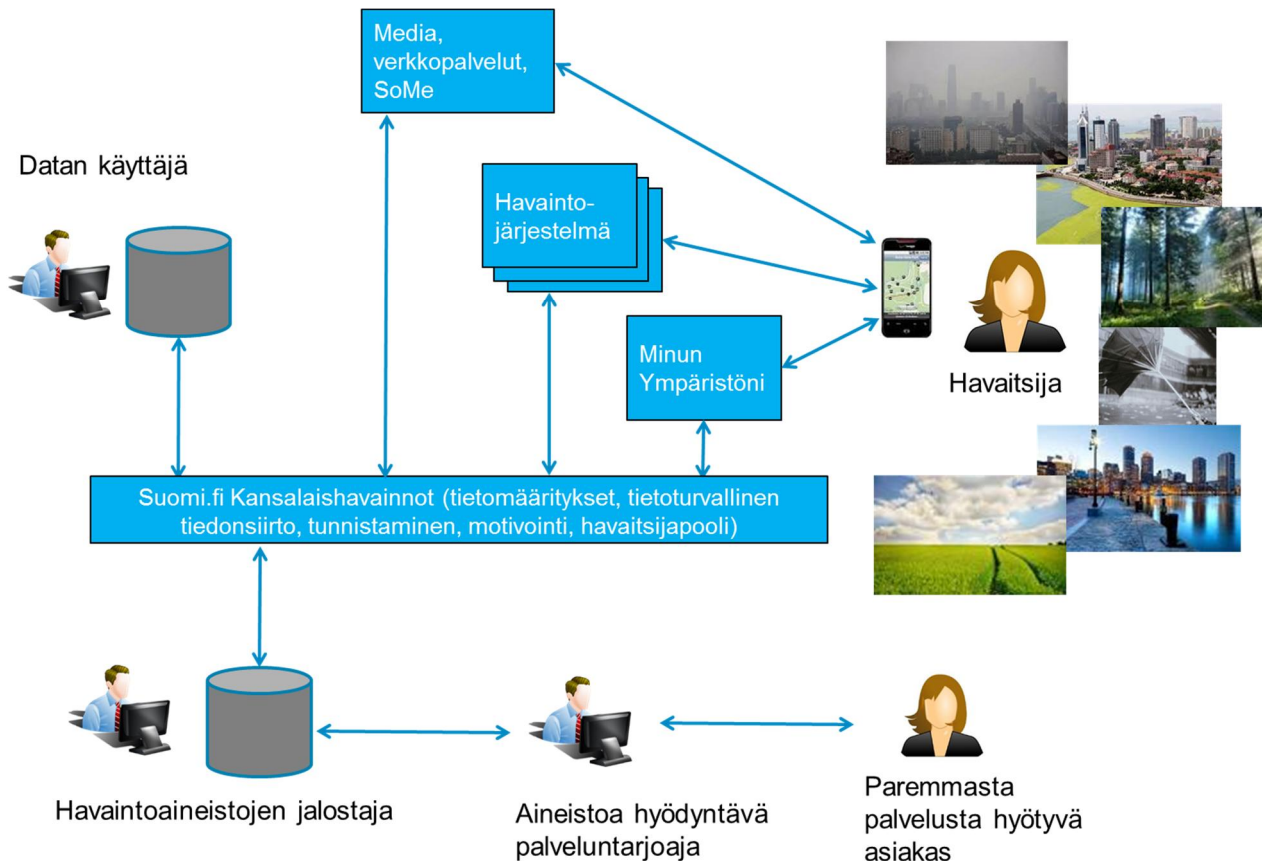 Media,
verkkopalvelut,
SoMe
Datan käyttäjä
Havainto-
järjestelmä
Minun
Ympäristöni
Havaitsija
Suomi.fi Kansalaishavainnot (tietomääritykset, tietoturvallinen
tiedonsiirto, tunnistaminen, motivointi, havaitsijapooli)
Havaintoaineistojen jalostaja
Aineistoa hyödyntävä
palveluntarjoaja
Paremmasta
palvelusta hyötyvä
asiakas